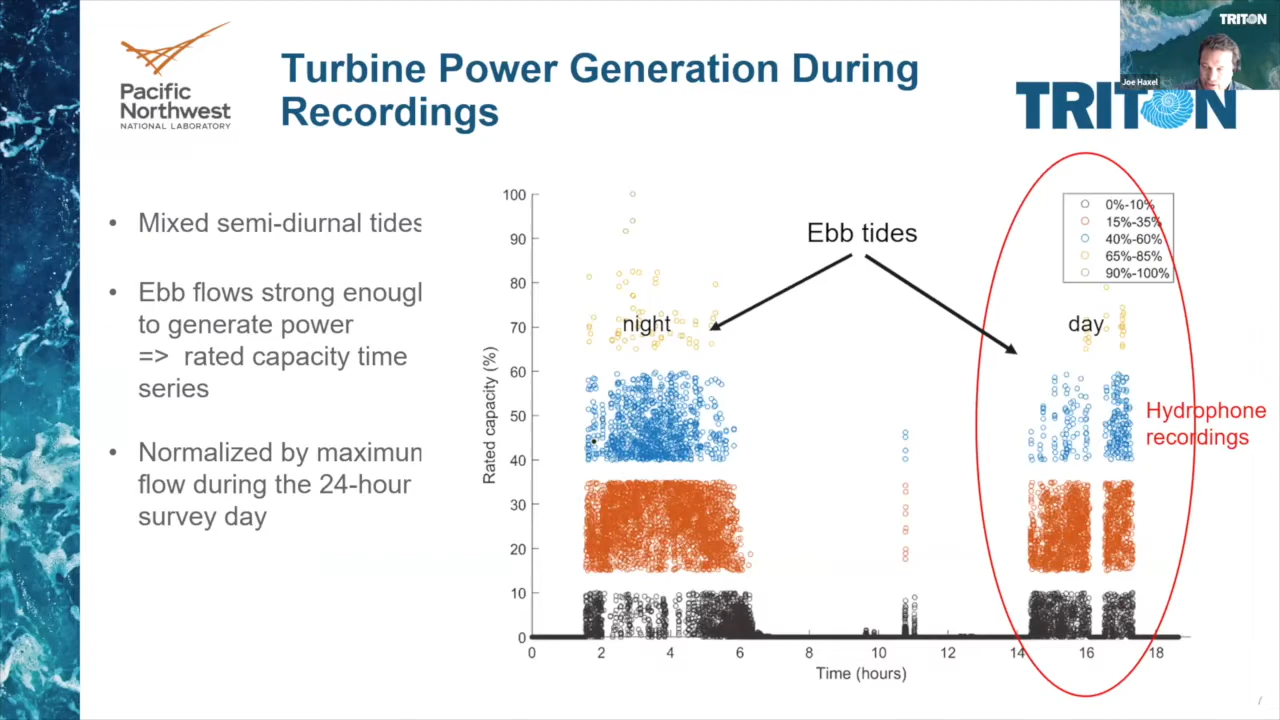 Turbine Power Generation During
Recordings
Pacific
Northwest
NATIONAL LABORATORY
TRITON
Joe Haxel
TRITON
• Mixed semi-diurnal tides
• Ebb flows strong enough
to generate power
=> rated capacity time
series
• Normalized by maximum
flow during the 24-hour
survey day
Rated capacity (%)
100
90
80
70
60
50
40
30
20
10
0
0 2 4 6 8 10 12 14 16 18
Time (hours)
Ebb tides
night
day
0%-10%
15%-35%
40%-60%
65%-85%
90%-100%
Hydrophone
recordings
7